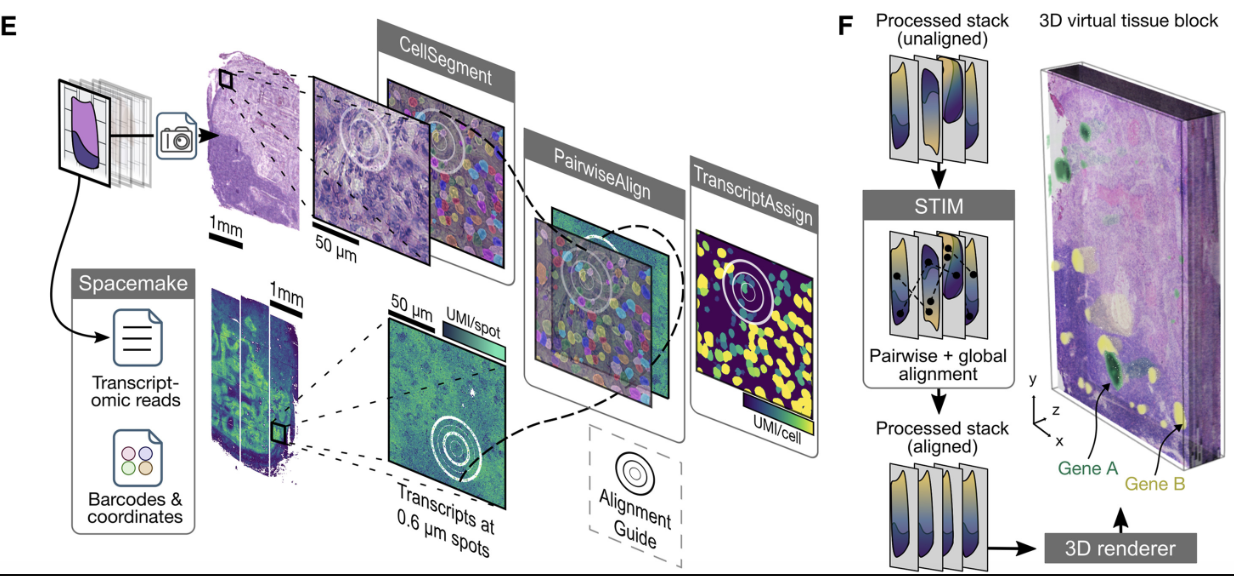 E
CellSegment
1mm
50 µm
PairwiseAlign
TranscriptAssign
Spacemake
Transcript-
omic reads
Barcodes &
coordinates
1mm
50 µm
UMI/spot
Transcripts at
0.6 µm spots
Alignment
Guide
UMI/cell
F
Processed stack
(unaligned)
STIM
Pairwise + global
alignment
Processed stack
(aligned)
3D virtual tissue block
y
z
x
Gene A
Gene B
3D renderer